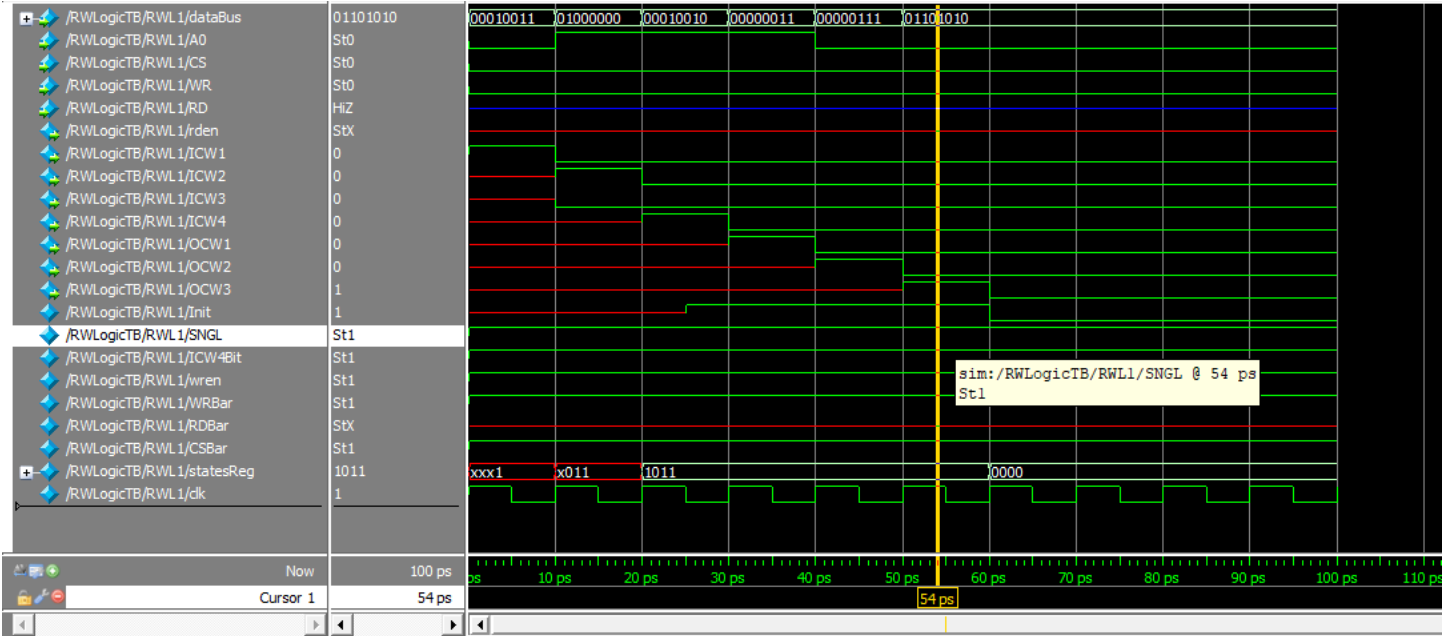 /RWLogicTB/RWL1/dataBus 01101010 00010011 01000000 00010010 00000011 00000111 01101010
/RWLogicTB/RWL1/A0 St0
/RWLogicTB/RWL1/CS St0
/RWLogicTB/RWL1/WR St0
/RWLogicTB/RWL1/RD HiZ
/RWLogicTB/RWL1/rden StX
/RWLogicTB/RWL1/ICW1 0
/RWLogicTB/RWL1/ICW2 0
/RWLogicTB/RWL1/ICW3 0
/RWLogicTB/RWL1/ICW4 0
/RWLogicTB/RWL1/OCW1 0
/RWLogicTB/RWL1/OCW2 0
/RWLogicTB/RWL1/OCW3 1
/RWLogicTB/RWL1/Init 1
/RWLogicTB/RWL1/SNGL St1
/RWLogicTB/RWL1/ICW4Bit St1
/RWLogicTB/RWL1/wren St1
sim:/RWLogicTB/RWL1/SNGL @ 54 ps
St1
/RWLogicTB/RWL1/WRBar St1
/RWLogicTB/RWL1/RDBar StX
/RWLogicTB/RWL1/CSBar St1
/RWLogicTB/RWL1/statesReg 1011 xxx1 x011 1011 0000
/RWLogicTB/RWL1/clk 1
Now 100 ps ps 10 ps 20 ps 30 ps 40 ps 50 ps 60 ps 70 ps 80 ps 90 ps 100 ps 110 ps
Cursor 1 54 ps 54 ps